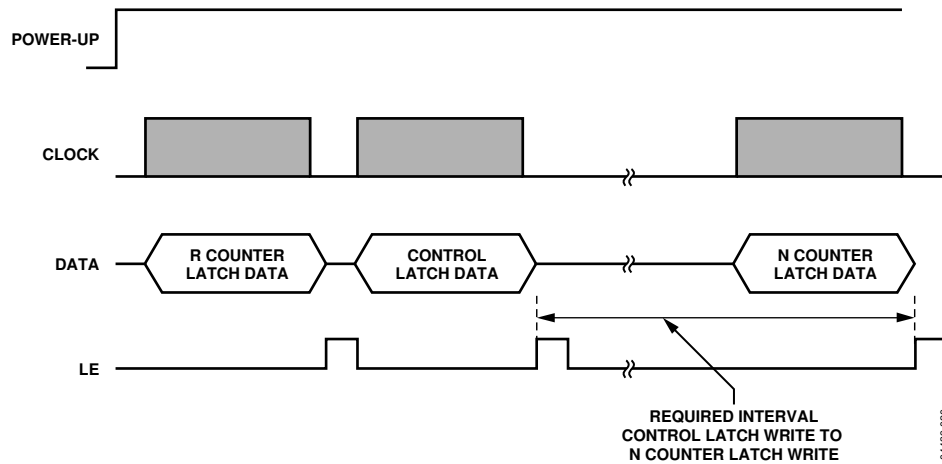 POWER-UP
CLOCK
DATA
R COUNTER
LATCH DATA
CONTROL
LATCH DATA
N COUNTER
LATCH DATA
LE
REQUIRED INTERVAL
CONTROL LATCH WRITE TO
N COUNTER LATCH WRITE